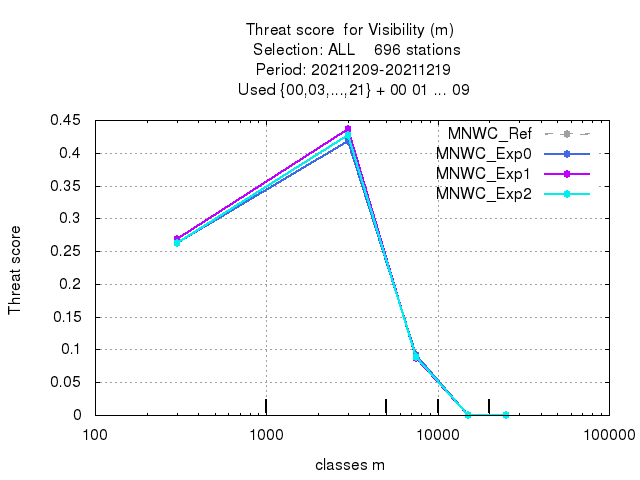 Threat score  for Visibility (m)
Selection: ALL    696 stations
Period: 20211209-20211219
Used {00,03,...,21} + 00 01 ... 09
0.45
0.4
0.35
0.3
0.25
0.2
0.15
0.1
0.05
0
Threat score
MNWC_Ref
MNWC_Exp0
MNWC_Exp1
MNWC_Exp2
100
1000
10000
100000
classes m